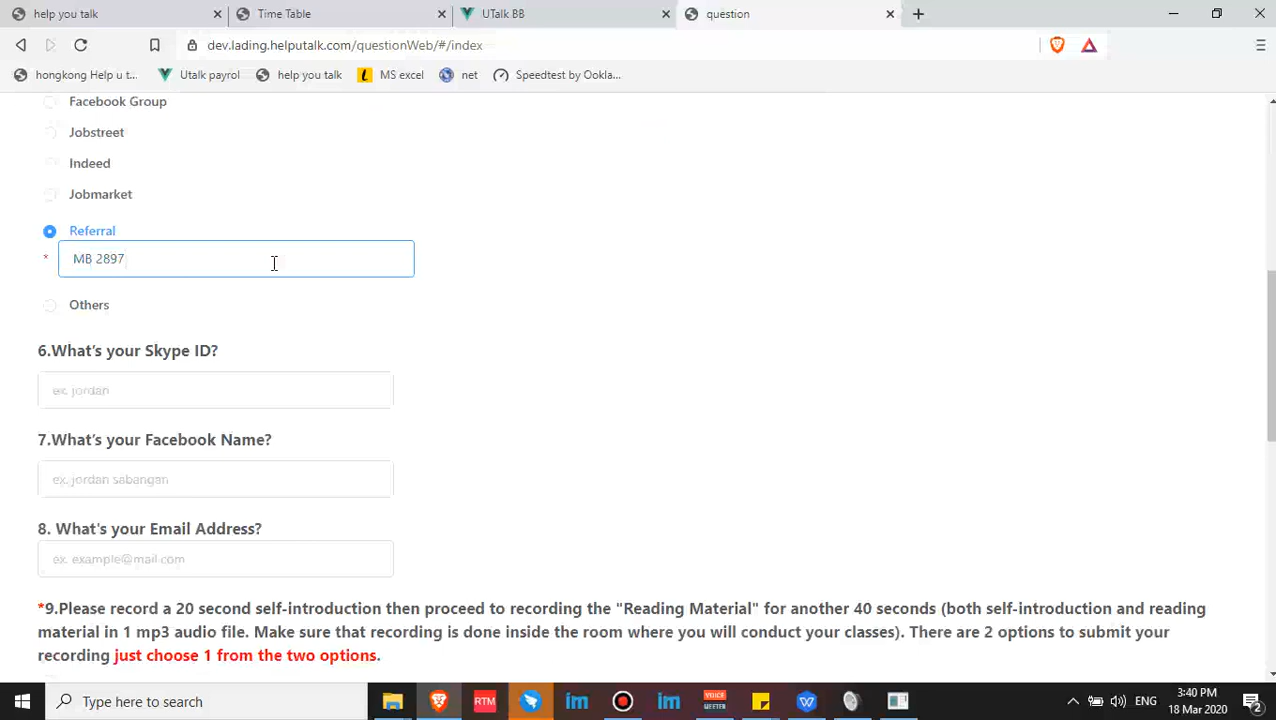 help you talk
Time Table
UTalk BB
question
dev.lading.helputalk.com/questionWeb/#/index
hongkong Help u t...
Utalk payrol
help you talk
MS excel
net
Speedtest by Ookla...
Facebook Group
Jobstreet
Indeed
Jobmarket
Referral
* MB 2897
Others
6.What's your Skype ID?
ex. jordan
7.What's your Facebook Name?
ex. jordan sabangan
8. What's your Email Address?
ex. example@mail.com
*9.Please record a 20 second self-introduction then proceed to recording the "Reading Material" for another 40 seconds (both self-introduction and reading
material in 1 mp3 audio file. Make sure that recording is done inside the room where you will conduct your classes). There are 2 options to submit your
recording just choose 1 from the two options.
Type here to search
RTM
im
im
VOICE
MEETER
ENG
3:40 PM
18 Mar 2020
2